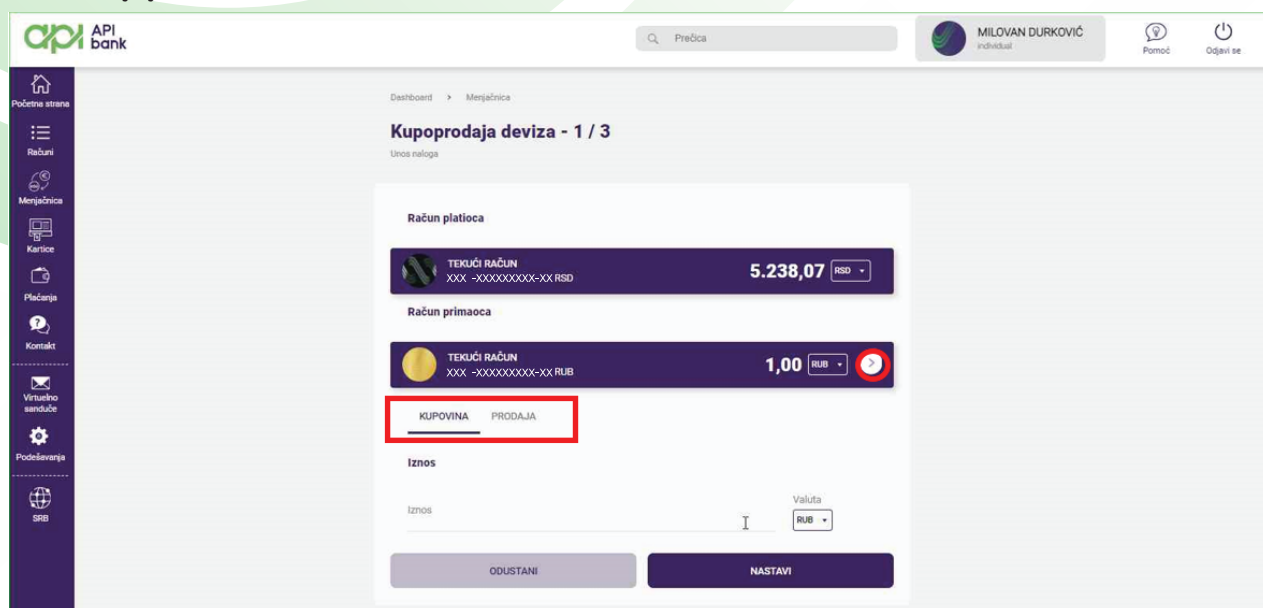 API
bank
Prečica
MILOVAN DURKOVIĆ
individual
Pomoć
Odjavi se
Početna strana
Računi
Menjačnica
Kartice
Plaćanja
Kontakt
Virtuelno
sanduče
Podešavanja
SRB
Dashboard > Menjačnica
Kupoprodaja deviza - 1 / 3
Unos naloga
Račun platioca
TEKUĆI RAČUN
XXX -XXXXXXXXX-XX RSD
5.238,07 RSD
Račun primaoca
TEKUĆI RAČUN
XXX -XXXXXXXXX-XX RUB
1,00 RUB
KUPOVINA PRODAJA
Iznos
Iznos
Valuta
RUB
ODUSTANI
NASTAVI